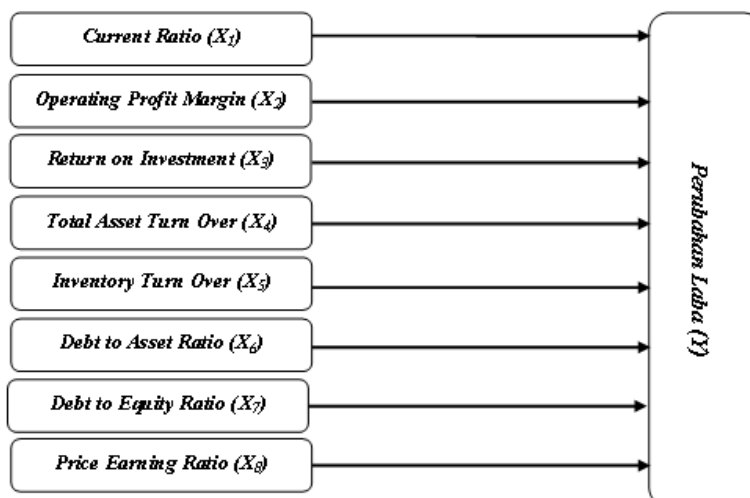 Current Ratio (X1)
Operating Profit Margin (X2)
Return on Investment (X3)
Total Asset Turn Over (X4)
Inventory Turn Over (X5)
Debt to Asset Ratio (X6)
Debt to Equity Ratio (X7)
Price Earning Ratio (X8)
Perubahan Laba (Y)